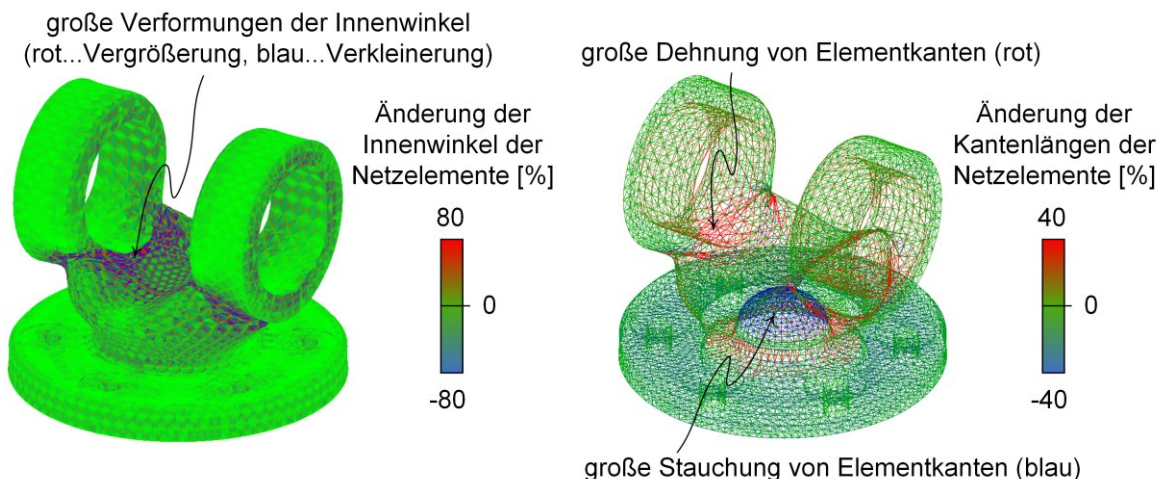 große Verformungen der Innenwinkel
(rot...Vergrößerung, blau...Verkleinerung)
Änderung der
Innenwinkel der
Netzelemente [%]
80
0
-80
große Dehnung von Elementkanten (rot)
Änderung der
Kantenlängen der
Netzelemente [%]
40
0
-40
große Stauchung von Elementkanten (blau)